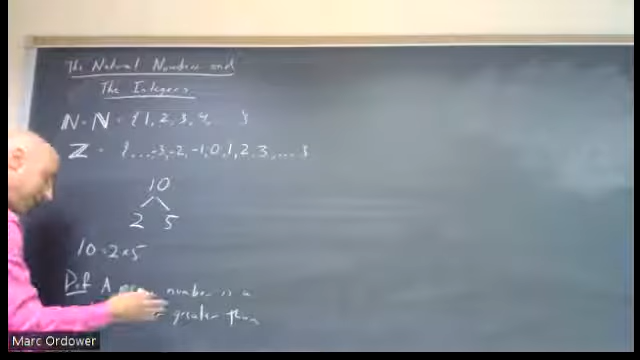 The Natural Numbers and
The Integers
ℕ = N = {1, 2, 3, 4, }
ℤ = {...-3,-2,-1,0,1,2,3,...}
10
2 5
10=2×5
Def A number is a
greater than
Marc Ordower